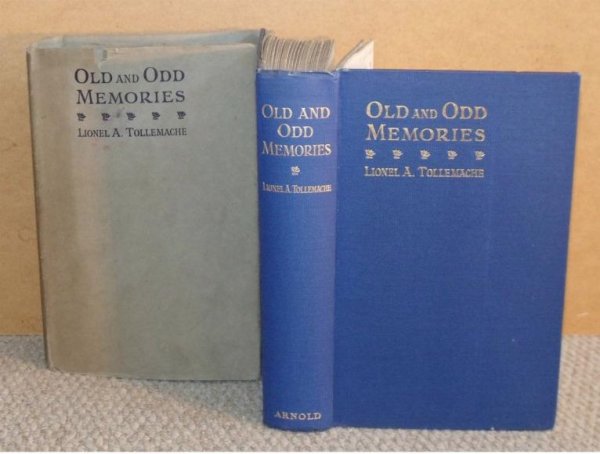 OLD AND ODD
MEMORIES
LIONEL A. TOLLEMACHE
OLD AND
ODD
MEMORIES
LIONEL A. TOLLEMACHE
ARNOLD
OLD AND ODD
MEMORIES
LIONEL A. TOLLEMACHE